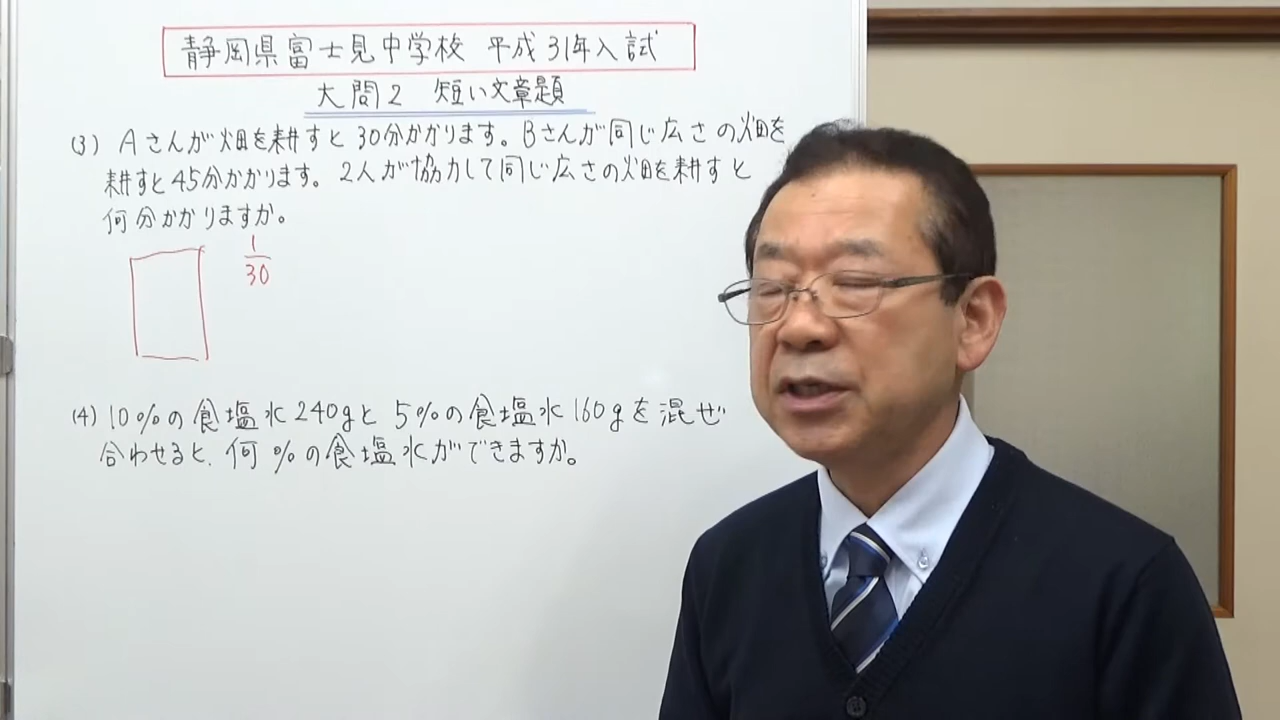 静岡県富士見中学校 平成31年入試
大問2 短い文章題
(3) Aさんが畑を耕すと30分かかります。Bさんが同じ広さの畑を
耕すと45分かかります。2人が協力して同じ広さの畑を耕すと
何分かかりますか。
1
30
(4) 10%の食塩水240gと5%の食塩水160gを混ぜ
合わせると、何%の食塩水ができますか。